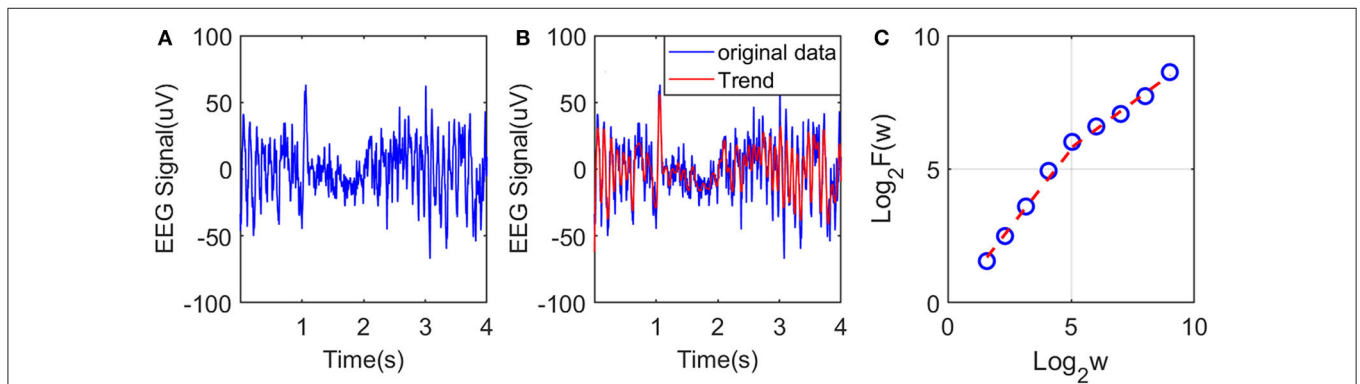 A
100
50
0
-50
-100
EEG Signal(uV)
1 2 3 4
Time(s)
B
100
50
0
-50
-100
EEG Signal(uV)
original data
Trend
1 2 3 4
Time(s)
C
10
5
0
Log₂F(w)
0 5 10
Log₂w